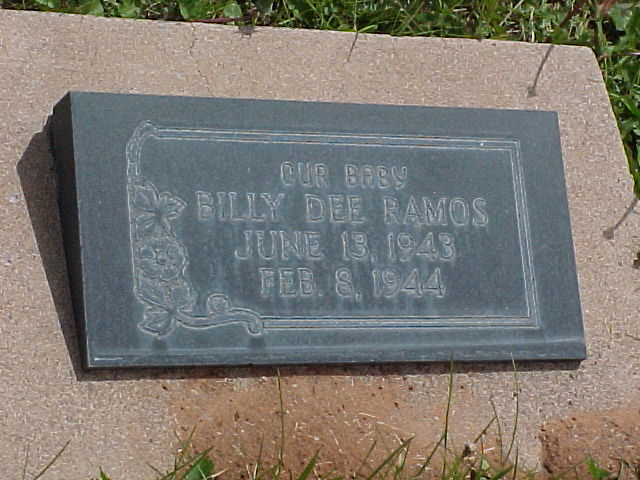 OUR BABY
BILLY DEE RAMOS
JUNE 13, 1943
FEB. 8, 1944